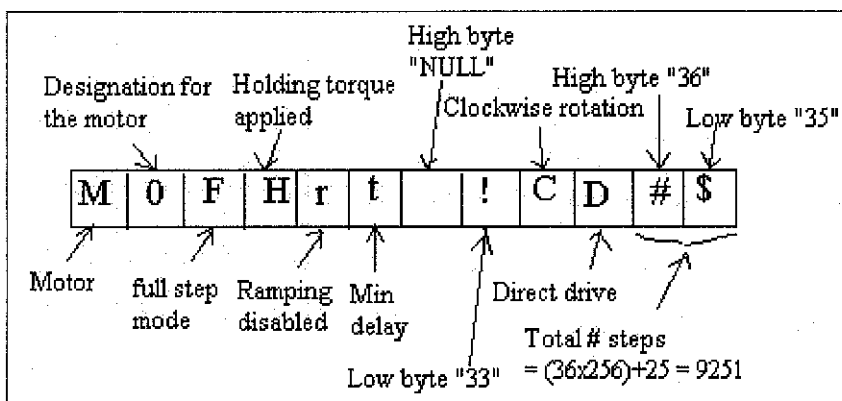 High byte
"NULL"
Designation for
the motor
Holding torque
applied
High byte "36"
Clockwise rotation
Low byte "35"
M 0 F H r t ! C D # $
Motor
full step
mode
Ramping
disabled
Min
delay
Direct drive
Low byte "33"
Total # steps
= (36x256)+25 = 9251